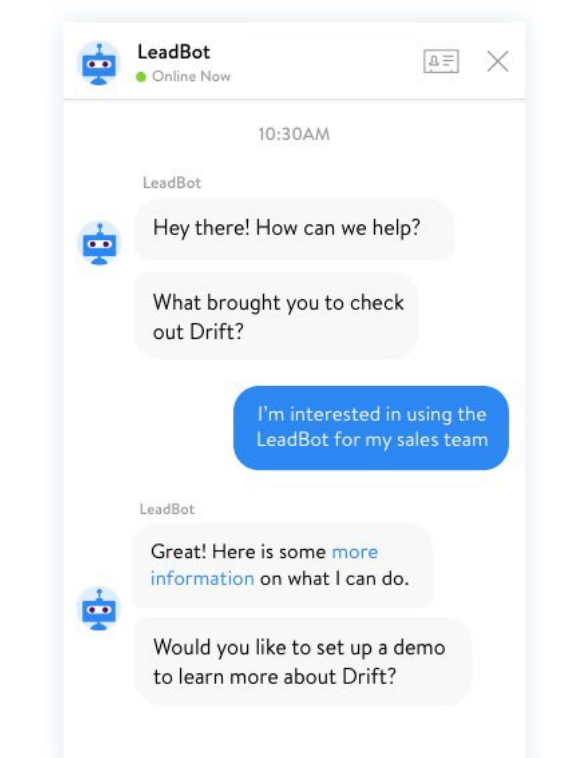 LeadBot
Online Now
10:30AM
LeadBot
Hey there! How can we help?
What brought you to check
out Drift?
I'm interested in using the
LeadBot for my sales team
LeadBot
Great! Here is some more
information on what I can do.
Would you like to set up a demo
to learn more about Drift?